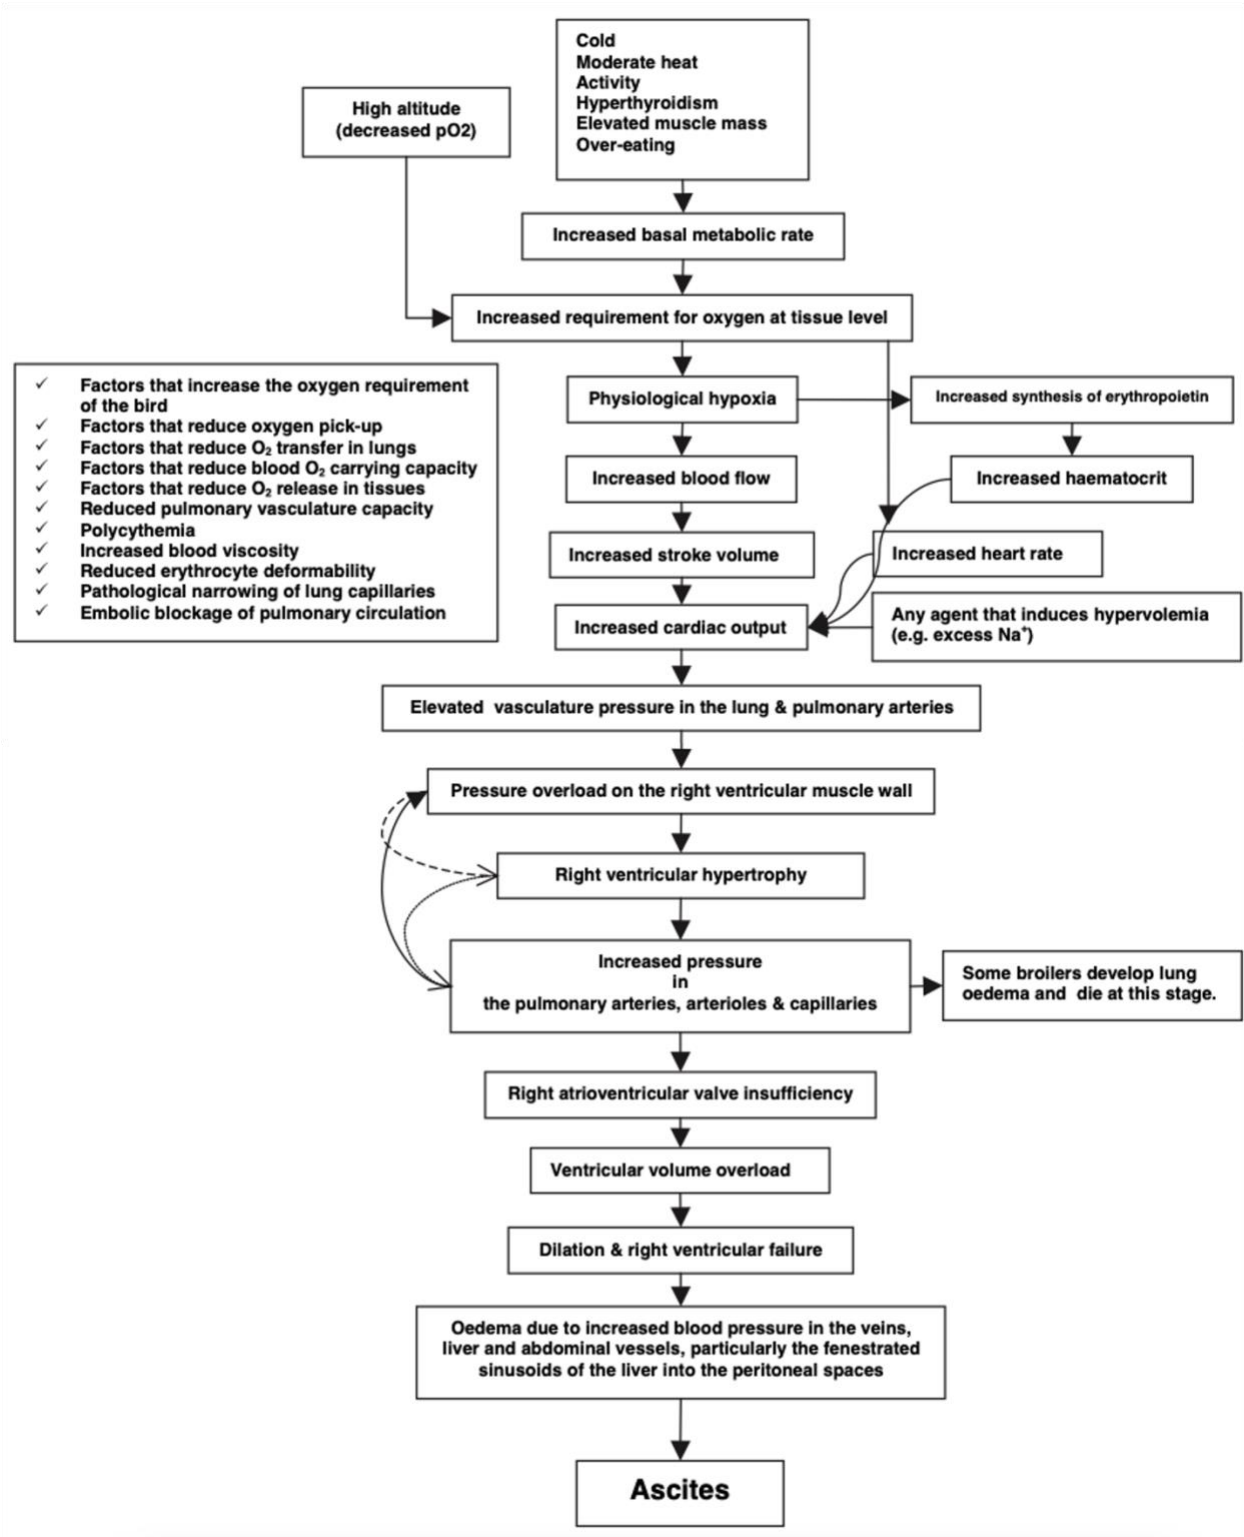 Cold
Moderate heat
Activity
Hyperthyroidism
Elevated muscle mass
Over-eating
High altitude
(decreased pO2)
Increased basal metabolic rate
Increased requirement for oxygen at tissue level
✓ Factors that increase the oxygen requirement
of the bird
✓ Factors that reduce oxygen pick-up
✓ Factors that reduce O₂ transfer in lungs
✓ Factors that reduce blood O₂ carrying capacity
✓ Factors that reduce O₂ release in tissues
✓ Reduced pulmonary vasculature capacity
✓ Polycythemia
✓ Increased blood viscosity
✓ Reduced erythrocyte deformability
✓ Pathological narrowing of lung capillaries
✓ Embolic blockage of pulmonary circulation
Physiological hypoxia
Increased synthesis of erythropoietin
Increased blood flow
Increased haematocrit
Increased stroke volume
Increased heart rate
Increased cardiac output
Any agent that induces hypervolemia
(e.g. excess Na⁺)
Elevated vasculature pressure in the lung & pulmonary arteries
Pressure overload on the right ventricular muscle wall
Right ventricular hypertrophy
Increased pressure
in
the pulmonary arteries, arterioles & capillaries
Some broilers develop lung
oedema and die at this stage.
Right atrioventricular valve insufficiency
Ventricular volume overload
Dilation & right ventricular failure
Oedema due to increased blood pressure in the veins,
liver and abdominal vessels, particularly the fenestrated
sinusoids of the liver into the peritoneal spaces
Ascites